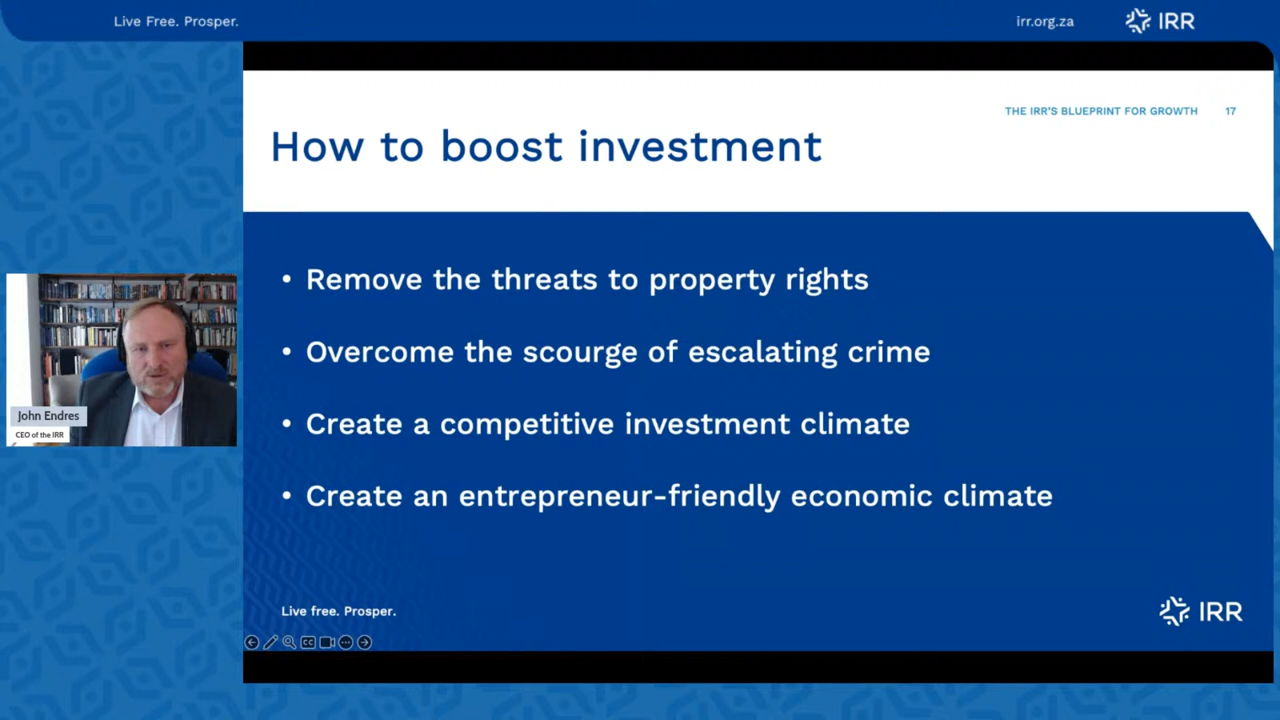 Live Free. Prosper.
irr.org.za
IRR
THE IRR'S BLUEPRINT FOR GROWTH
17
How to boost investment
• Remove the threats to property rights
• Overcome the scourge of escalating crime
• Create a competitive investment climate
• Create an entrepreneur-friendly economic climate
John Endres
CEO of the IRR
Live free. Prosper.
IRR
CC